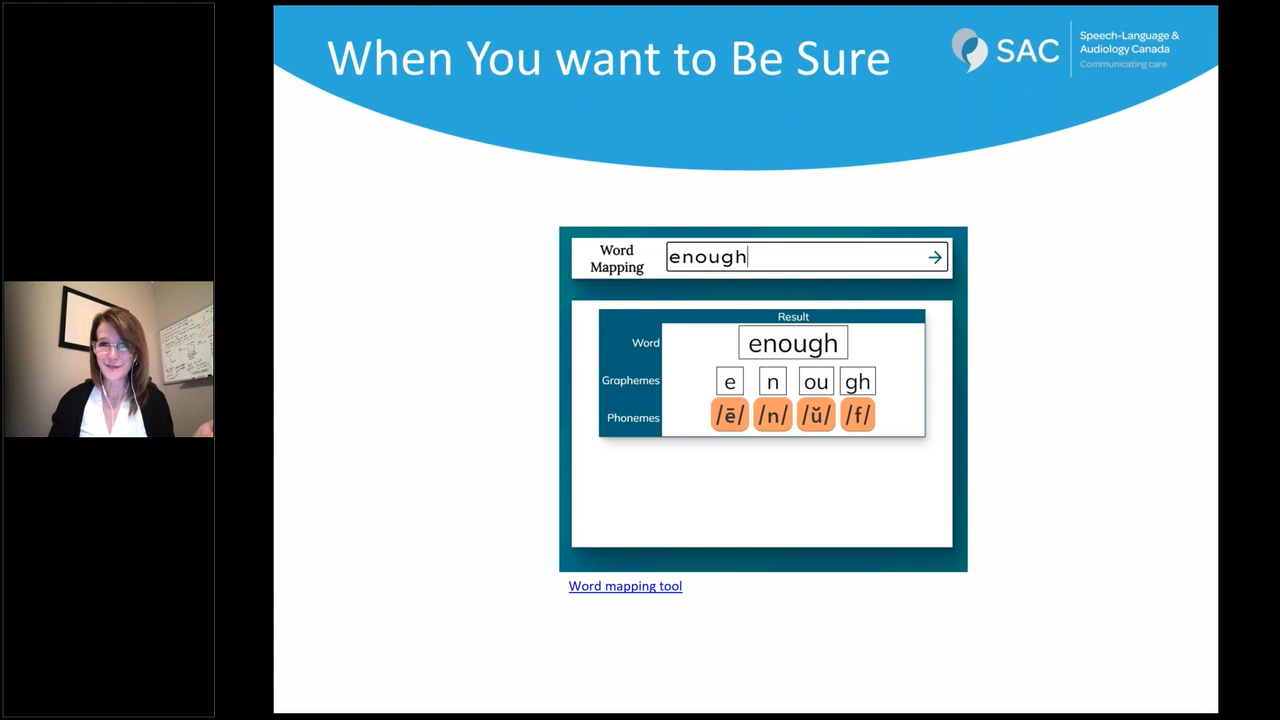 When You want to Be Sure
SAC
Speech-Language &
Audiology Canada
Communicating care
Word
Mapping
enough
Result
Word
enough
Graphemes
e n ou gh
Phonemes
/ē/ /n/ /ŭ/ /f/
Word mapping tool